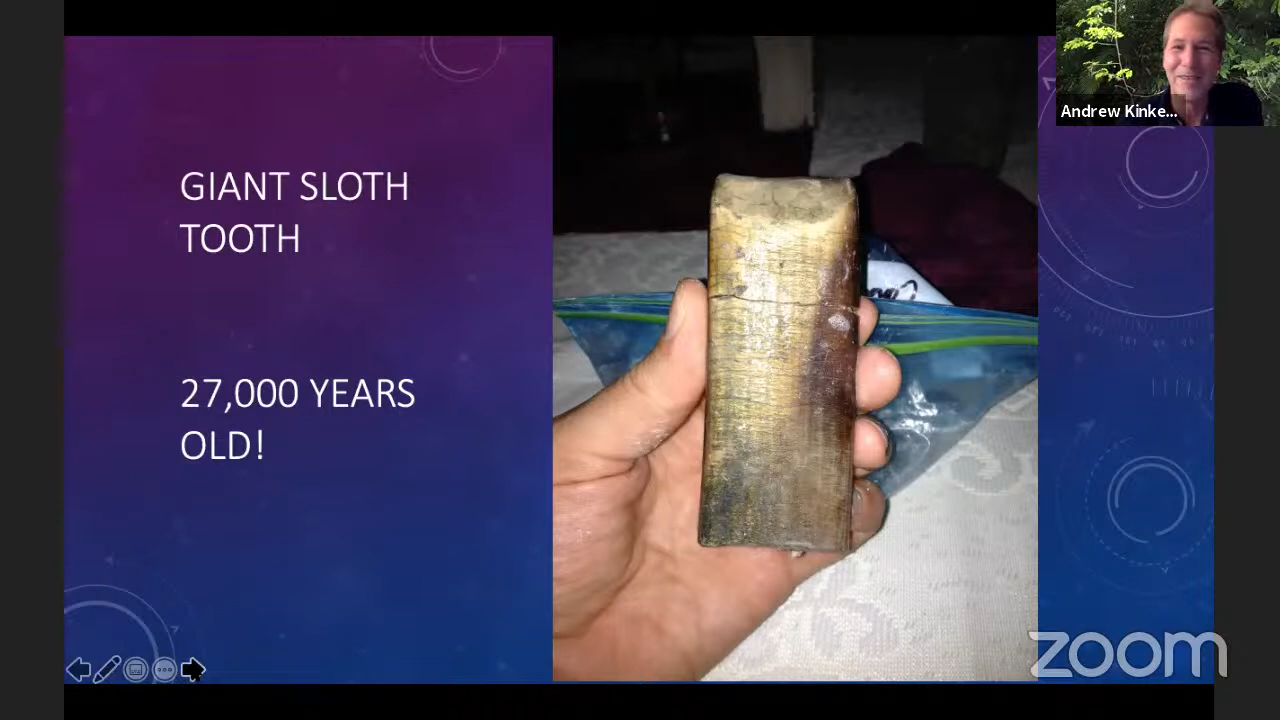 GIANT SLOTH
TOOTH
27,000 YEARS
OLD!
Andrew Kinke...
zoom